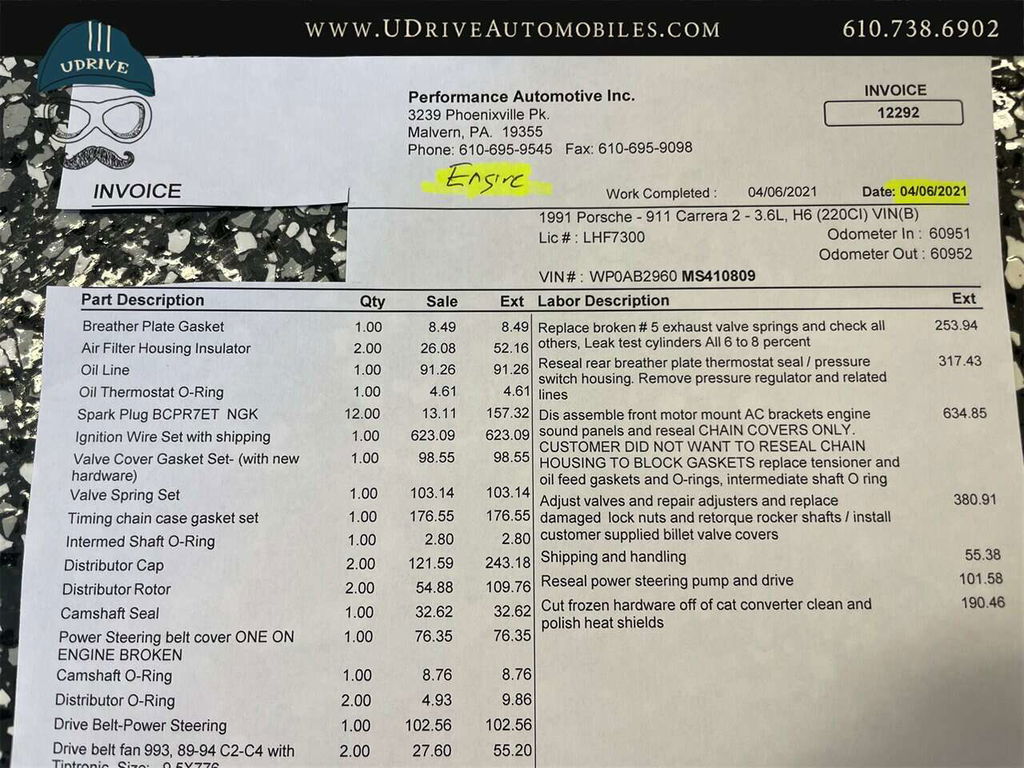 www.UDriveAutomobiles.com
610.738.6902
UDRIVE
Performance Automotive Inc.
3239 Phoenixville Pk.
Malvern, PA. 19355
Phone: 610-695-9545 Fax: 610-695-9098
INVOICE
12292
Engine
INVOICE
Work Completed : 04/06/2021 Date: 04/06/2021
1991 Porsche - 911 Carrera 2 - 3.6L, H6 (220CI) VIN(B)
Lic # : LHF7300 Odometer In : 60951
Odometer Out : 60952
VIN# : WP0AB2960 MS410809
Part Description Qty Sale Ext
Breather Plate Gasket 1.00 8.49 8.49
Air Filter Housing Insulator 2.00 26.08 52.16
Oil Line 1.00 91.26 91.26
Oil Thermostat O-Ring 1.00 4.61 4.61
Spark Plug BCPR7ET NGK 12.00 13.11 157.32
Ignition Wire Set with shipping 1.00 623.09 623.09
Valve Cover Gasket Set- (with new 1.00 98.55 98.55
hardware)
Valve Spring Set 1.00 103.14 103.14
Timing chain case gasket set 1.00 176.55 176.55
Intermed Shaft O-Ring 1.00 2.80 2.80
Distributor Cap 2.00 121.59 243.18
Distributor Rotor 2.00 54.88 109.76
Camshaft Seal 1.00 32.62 32.62
Power Steering belt cover ONE ON 1.00 76.35 76.35
ENGINE BROKEN
Camshaft O-Ring 1.00 8.76 8.76
Distributor O-Ring 2.00 4.93 9.86
Drive Belt-Power Steering 1.00 102.56 102.56
Drive belt fan 993, 89-94 C2-C4 with 2.00 27.60 55.20
Tiptronic, Size: 9.5X776
Labor Description Ext
Replace broken # 5 exhaust valve springs and check all 253.94
others, Leak test cylinders All 6 to 8 percent
Reseal rear breather plate thermostat seal / pressure 317.43
switch housing. Remove pressure regulator and related
lines
Dis assemble front motor mount AC brackets engine 634.85
sound panels and reseal CHAIN COVERS ONLY.
CUSTOMER DID NOT WANT TO RESEAL CHAIN
HOUSING TO BLOCK GASKETS replace tensioner and
oil feed gaskets and O-rings, intermediate shaft O ring
Adjust valves and repair adjusters and replace 380.91
damaged lock nuts and retorque rocker shafts / install
customer supplied billet valve covers
Shipping and handling 55.38
Reseal power steering pump and drive 101.58
Cut frozen hardware off of cat converter clean and 190.46
polish heat shields